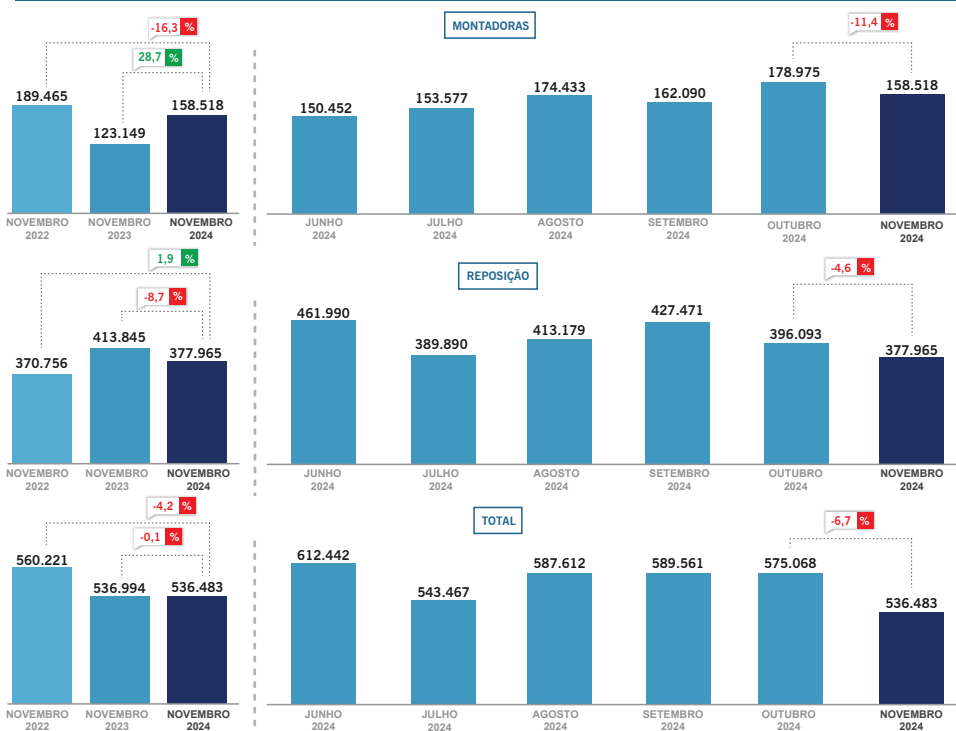 MONTADORAS
-16,3 %
28,7 %
-11,4 %
189.465
123.149
158.518
150.452
153.577
174.433
162.090
178.975
158.518
NOVEMBRO
2022
NOVEMBRO
2023
NOVEMBRO
2024
JUNHO
2024
JULHO
2024
AGOSTO
2024
SETEMBRO
2024
OUTUBRO
2024
NOVEMBRO
2024
REPOSIÇÃO
1,9 %
-8,7 %
-4,6 %
370.756
413.845
377.965
461.990
389.890
413.179
427.471
396.093
377.965
NOVEMBRO
2022
NOVEMBRO
2023
NOVEMBRO
2024
JUNHO
2024
JULHO
2024
AGOSTO
2024
SETEMBRO
2024
OUTUBRO
2024
NOVEMBRO
2024
TOTAL
-4,2 %
-0,1 %
-6,7 %
560.221
536.994
536.483
612.442
543.467
587.612
589.561
575.068
536.483
NOVEMBRO
2022
NOVEMBRO
2023
NOVEMBRO
2024
JUNHO
2024
JULHO
2024
AGOSTO
2024
SETEMBRO
2024
OUTUBRO
2024
NOVEMBRO
2024